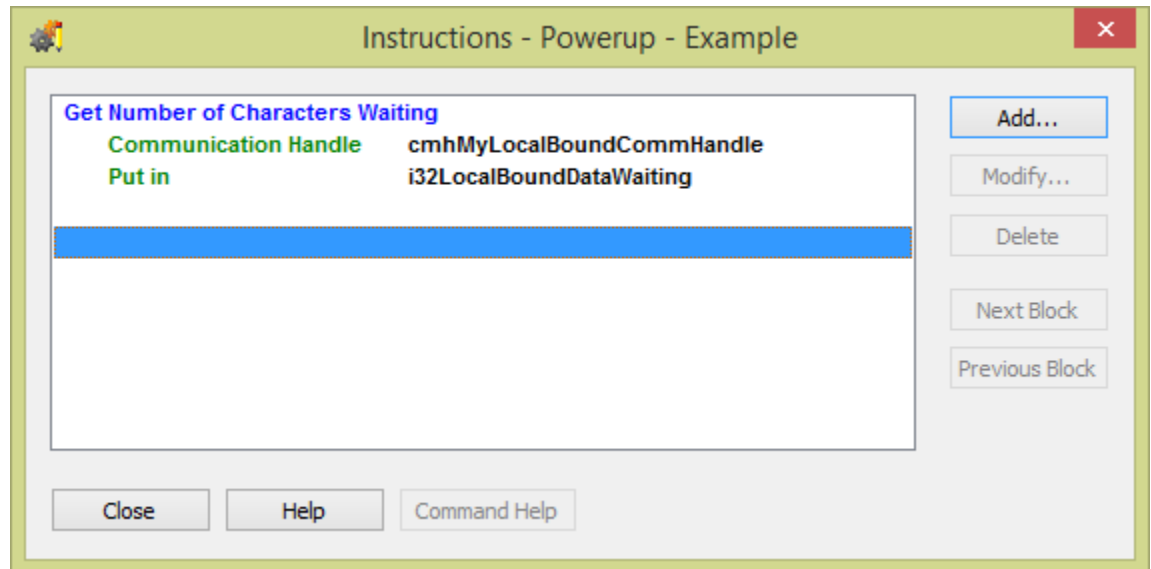 Instructions - Powerup - Example
Get Number of Characters Waiting
Communication Handle cmhMyLocalBoundCommHandle
Put in i32LocalBoundDataWaiting
Add...
Modify...
Delete
Next Block
Previous Block
Close Help Command Help